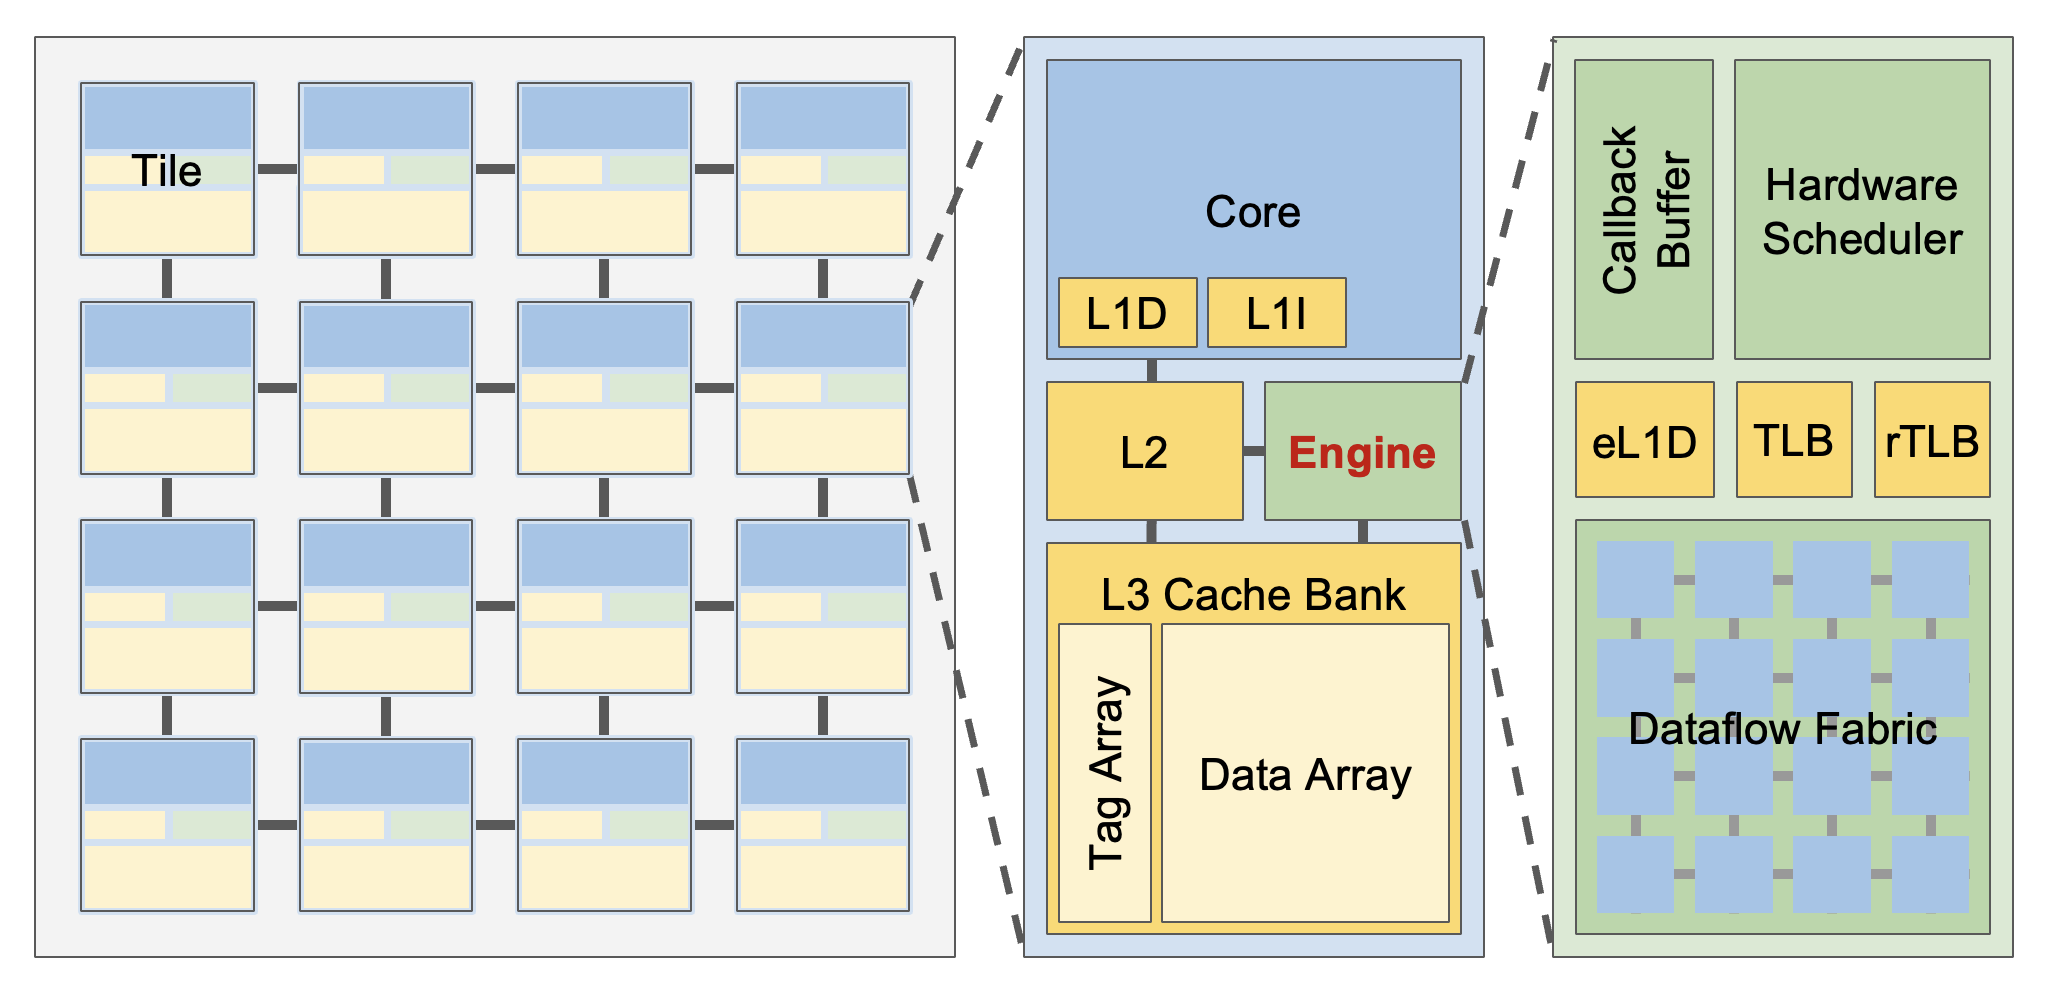 Tile
Core
L1D
L1I
L2
Engine
L3 Cache Bank
Tag Array
Data Array
Callback
Buffer
Hardware
Scheduler
eL1D
TLB
rTLB
Dataflow Fabric